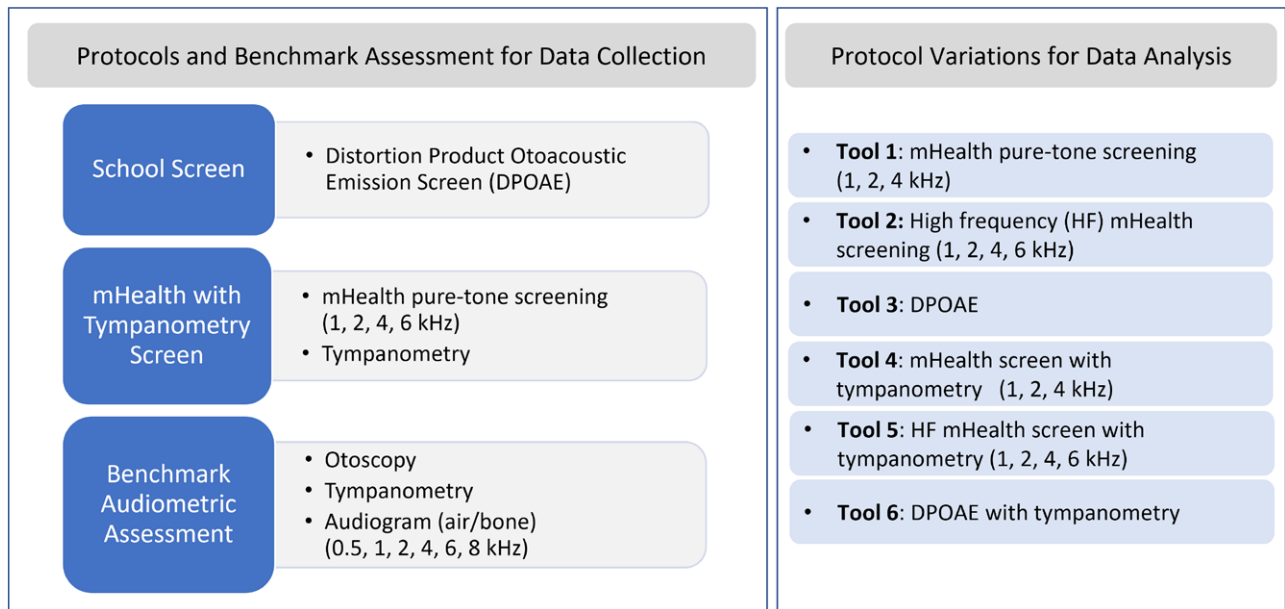 Protocols and Benchmark Assessment for Data Collection
School Screen
• Distortion Product Otoacoustic
Emission Screen (DPOAE)
mHealth with
Tympanometry
Screen
• mHealth pure-tone screening
(1, 2, 4, 6 kHz)
• Tympanometry
Benchmark
Audiometric
Assessment
• Otoscopy
• Tympanometry
• Audiogram (air/bone)
(0.5, 1, 2, 4, 6, 8 kHz)
Protocol Variations for Data Analysis
• Tool 1: mHealth pure-tone screening
(1, 2, 4 kHz)
• Tool 2: High frequency (HF) mHealth
screening (1, 2, 4, 6 kHz)
• Tool 3: DPOAE
• Tool 4: mHealth screen with
tympanometry (1, 2, 4 kHz)
• Tool 5: HF mHealth screen with
tympanometry (1, 2, 4, 6 kHz)
• Tool 6: DPOAE with tympanometry